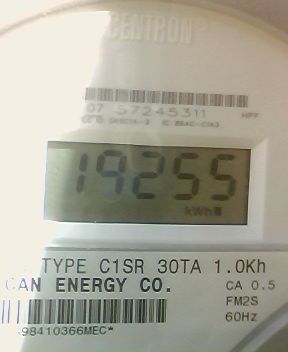 CENTRON
07 57245311 HFF
19255
kWh
TYPE C1SR 30TA 1.0Kh
CAN ENERGY CO. CA 0.5
FM2S
60Hz
98410366MEC*